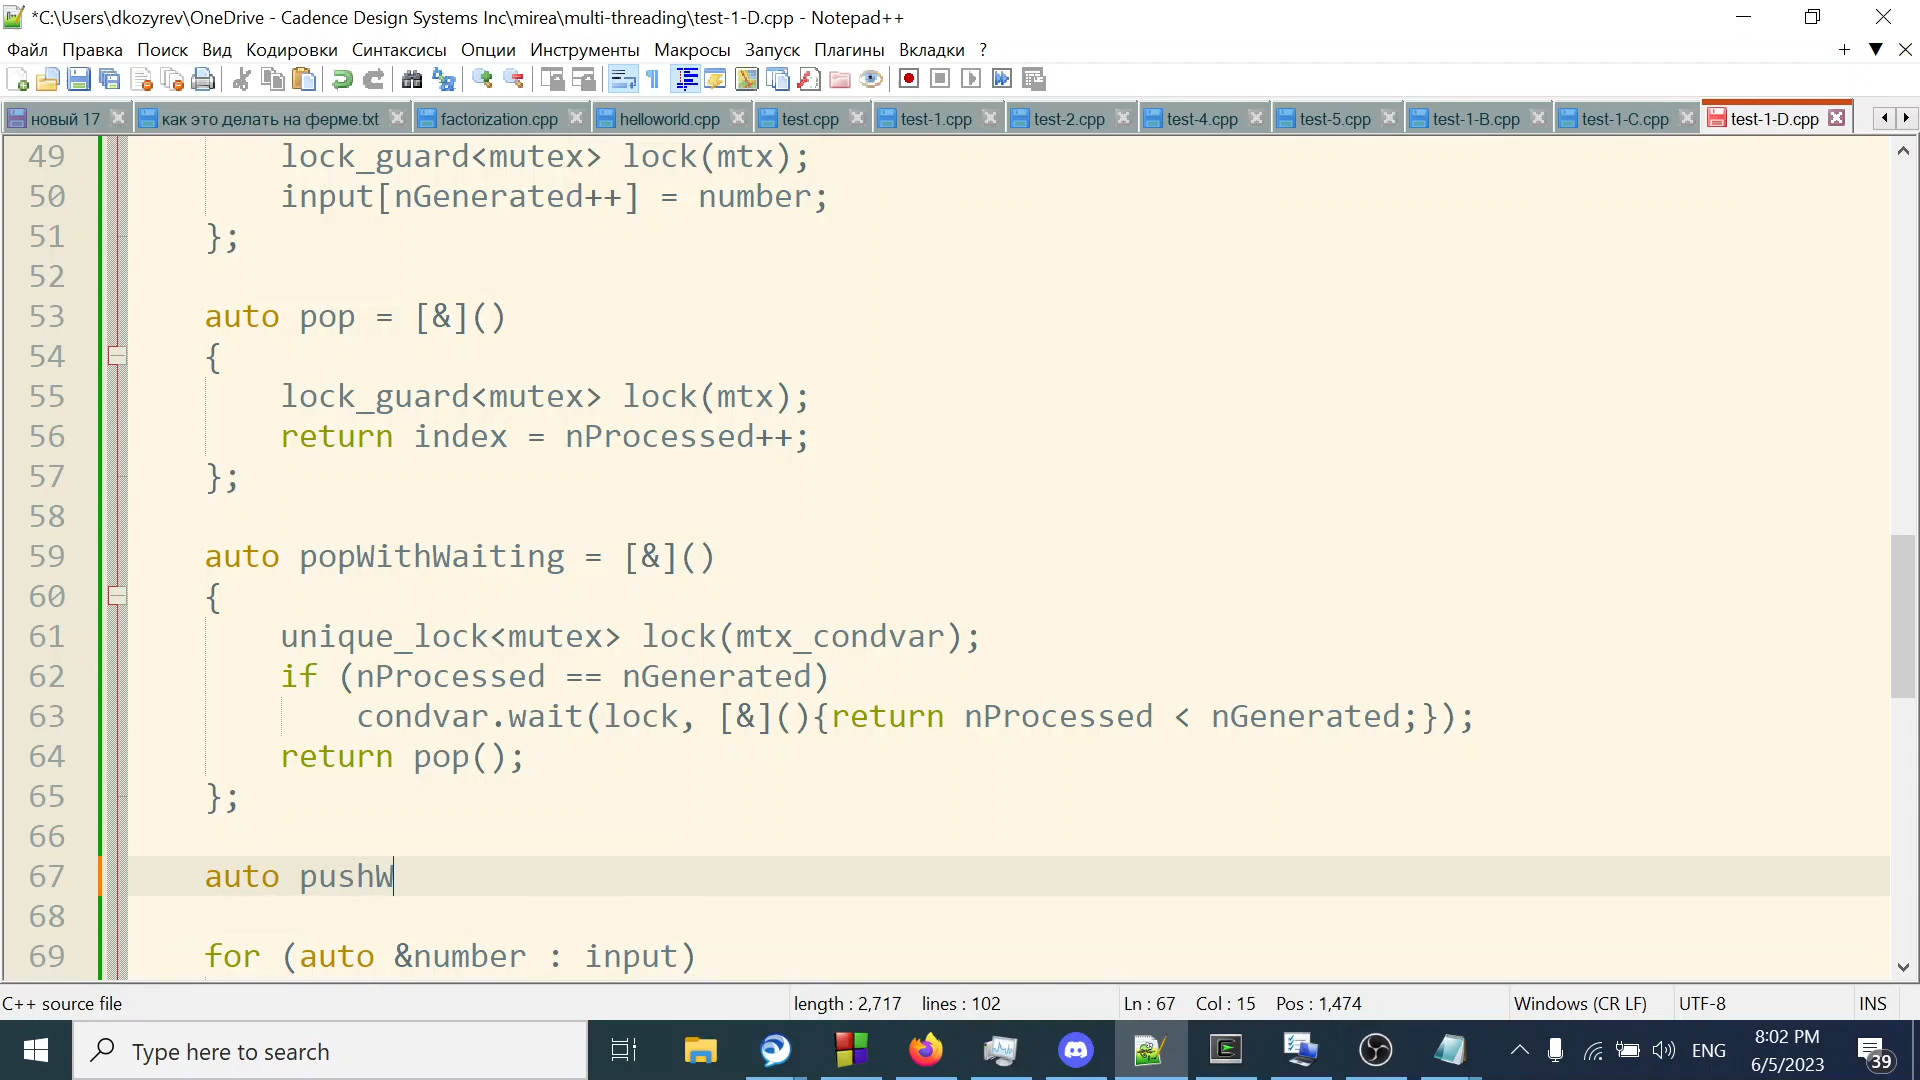 *C:\Users\dkozyrev\OneDrive - Cadence Design Systems Inc\mirea\multi-threading\test-1-D.cpp - Notepad++
Файл Правка Поиск Вид Кодировки Синтаксисы Опции Инструменты Макросы Запуск Плагины Вкладки ?
новый 17 как это делать на ферме.txt factorization.cpp helloworld.cpp test.cpp test-1.cpp test-2.cpp test-4.cpp test-5.cpp test-1-B.cpp test-1-C.cpp test-1-D.cpp
49 lock_guard<mutex> lock(mtx);
50 input[nGenerated++] = number;
51 };
52
53 auto pop = [&]()
54 {
55 lock_guard<mutex> lock(mtx);
56 return index = nProcessed++;
57 };
58
59 auto popWithWaiting = [&]()
60 {
61 unique_lock<mutex> lock(mtx_condvar);
62 if (nProcessed == nGenerated)
63 condvar.wait(lock, [&](){return nProcessed < nGenerated;});
64 return pop();
65 };
66
67 auto pushW
68
69 for (auto &number : input)
C++ source file length : 2,717 lines : 102 Ln : 67 Col : 15 Pos : 1,474 Windows (CR LF) UTF-8 INS
Type here to search ENG 8:02 PM 39
6/5/2023